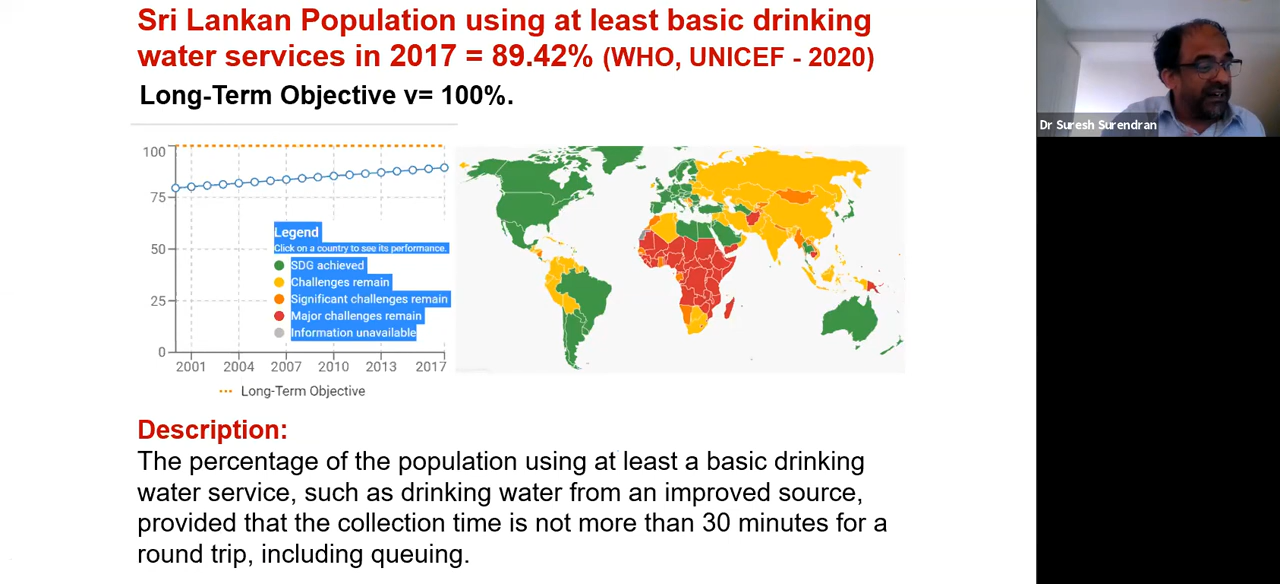 Sri Lankan Population using at least basic drinking
water services in 2017 = 89.42% (WHO, UNICEF - 2020)
Long-Term Objective v= 100%.
Dr Suresh Surendran
100
75
50
25
0
2001 2004 2007 2010 2013 2017
Legend
Click on a country to see its performance.
SDG achieved
Challenges remain
Significant challenges remain
Major challenges remain
Information unavailable
Long-Term Objective
Description:
The percentage of the population using at least a basic drinking
water service, such as drinking water from an improved source,
provided that the collection time is not more than 30 minutes for a
round trip, including queuing.